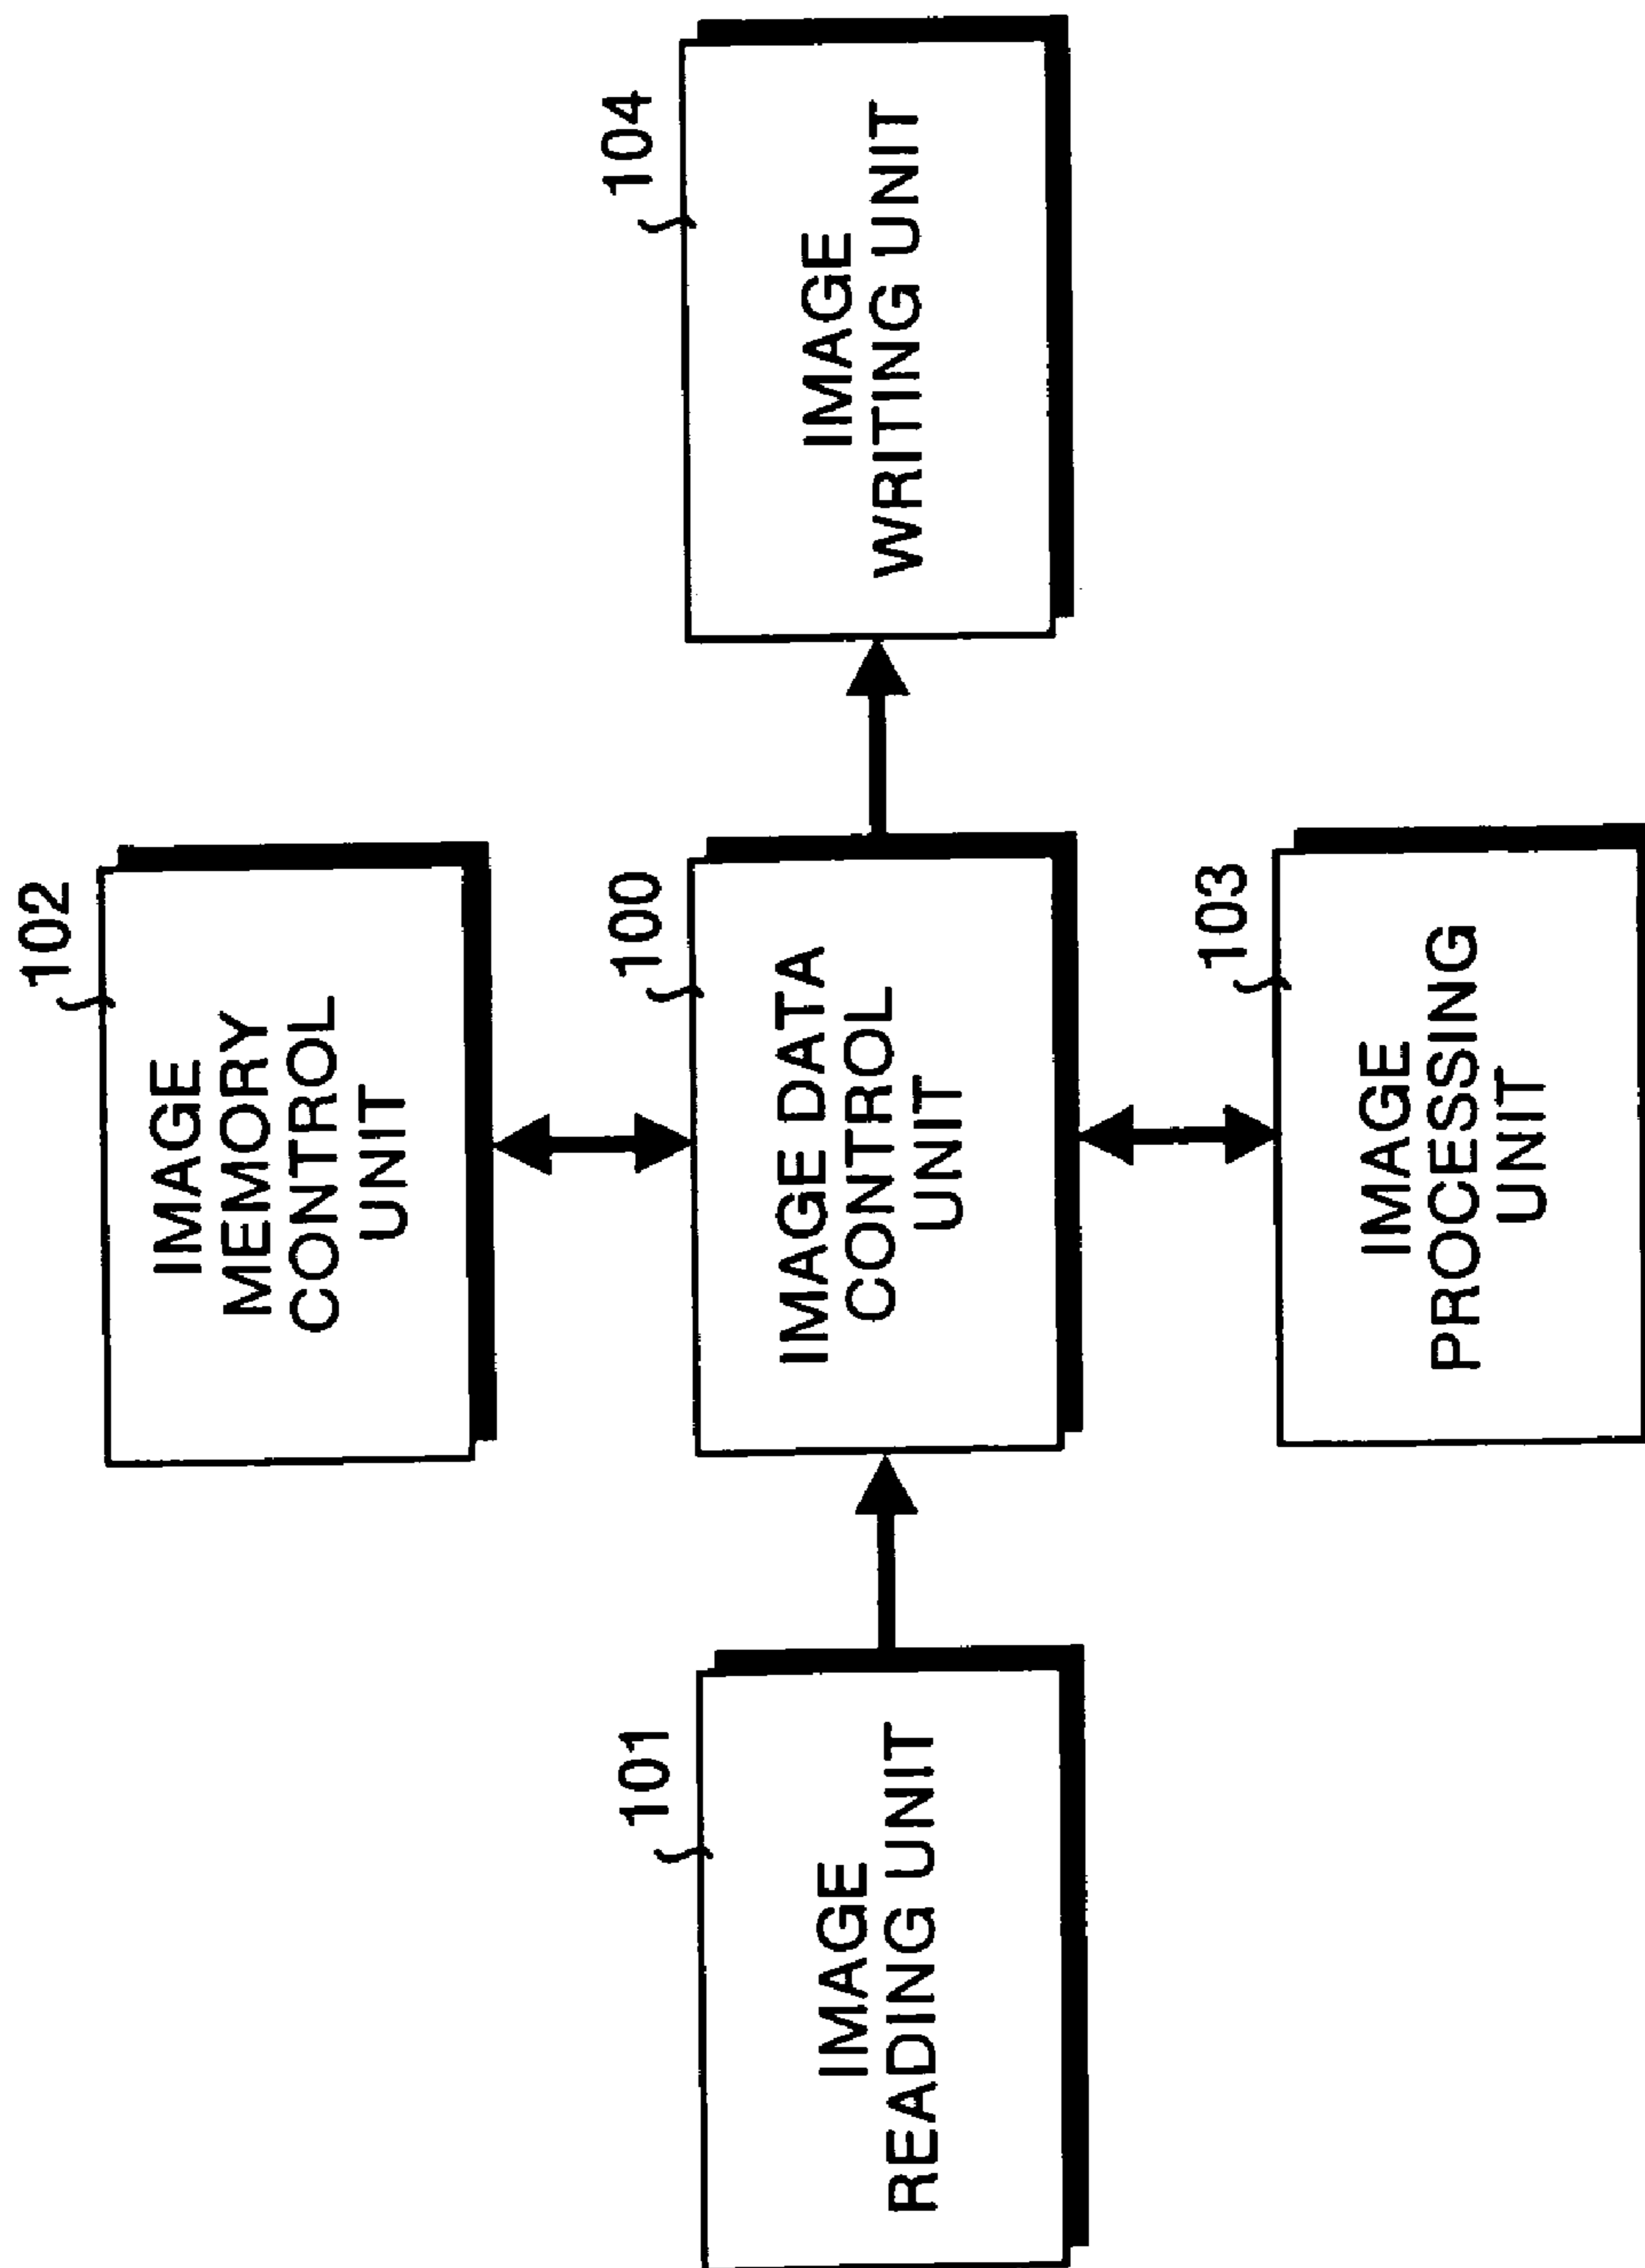 102
IMAGE
MEMORY
CONTROL
UNIT
101
IMAGE
READING UNIT
100
IMAGE DATA
CONTROL
UNIT
104
IMAGE
WRITING UNIT
103
IMAGE
PROCESSING
UNIT